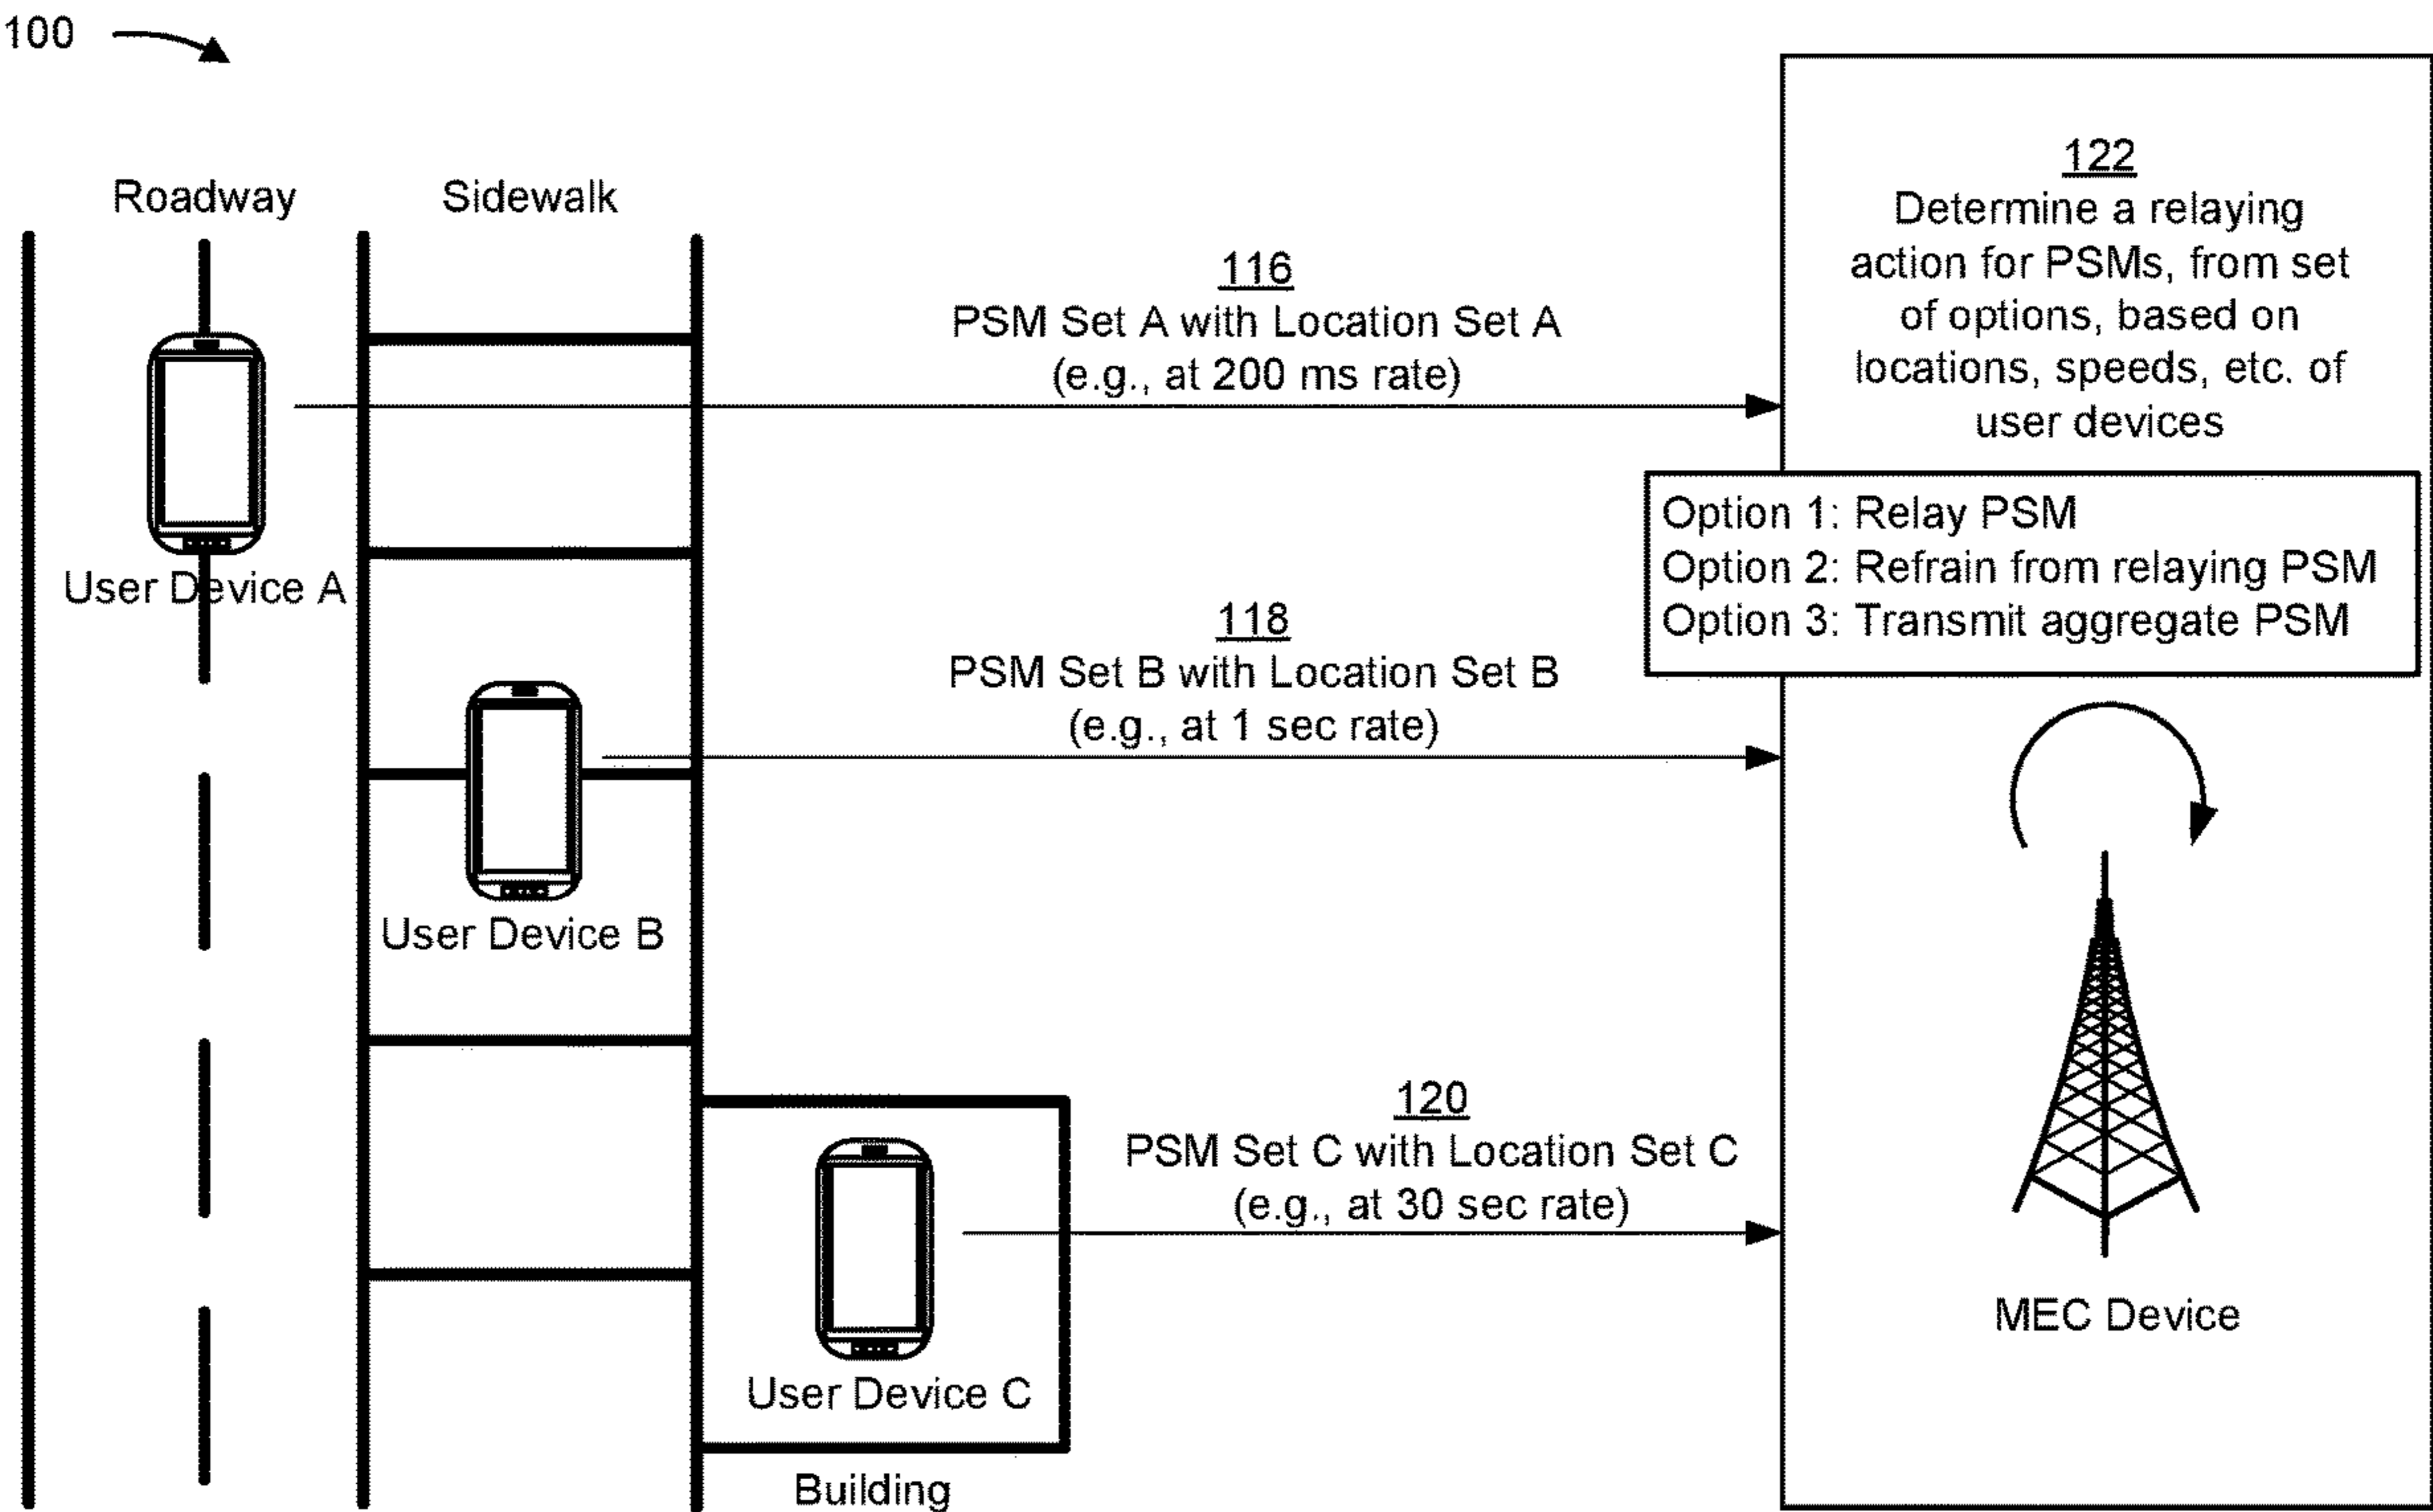 100
Roadway
Sidewalk
116
PSM Set A with Location Set A
(e.g., at 200 ms rate)
122
Determine a relaying
action for PSMs, from set
of options, based on
locations, speeds, etc. of
user devices
Option 1: Relay PSM
Option 2: Refrain from relaying PSM
Option 3: Transmit aggregate PSM
User Device A
118
PSM Set B with Location Set B
(e.g., at 1 sec rate)
User Device B
120
PSM Set C with Location Set C
(e.g., at 30 sec rate)
MEC Device
User Device C
Building